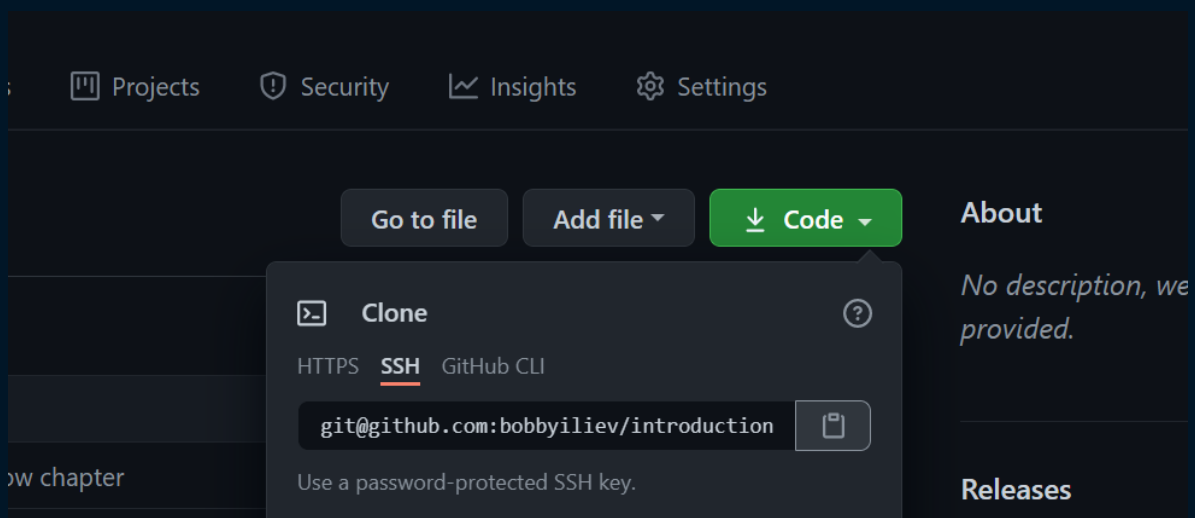 Projects Security Insights Settings
Go to file Add file Code
About
No description, we
provided.
Clone
HTTPS SSH GitHub CLI
git@github.com:bobbyiliev/introduction
Use a password-protected SSH key.
ow chapter
Releases